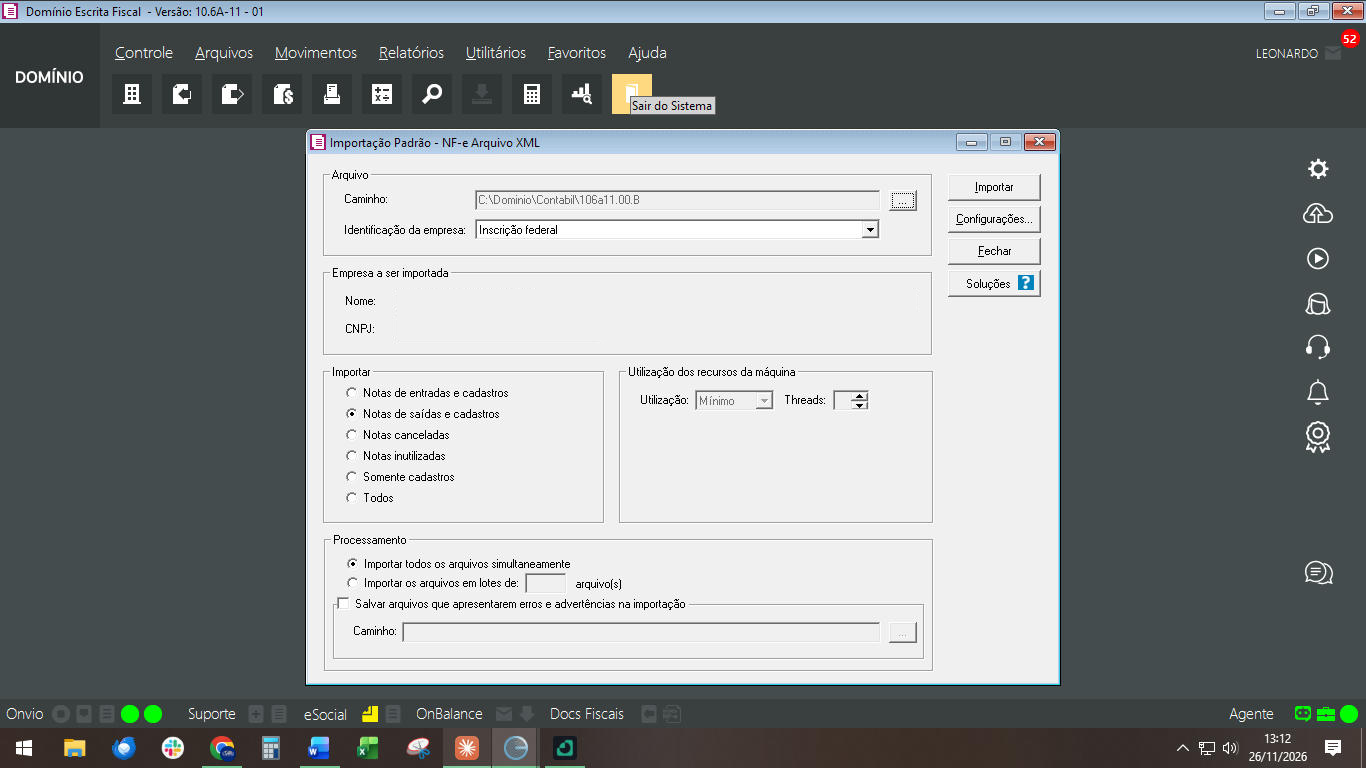 Domínio Escrita Fiscal - Versão: 10.6A-11 - 01
DOMÍNIO
Controle Arquivos Movimentos Relatórios Utilitários Favoritos Ajuda
LEONARDO
52
Sair do Sistema
Importação Padrão - NF-e Arquivo XML
Arquivo
Caminho: C:\Dominio\Contabil\106a11.00.B ...
Identificação da empresa: Inscrição federal
Importar
Configurações...
Fechar
Soluções ?
Empresa a ser importada
Nome:
CNPJ:
Importar
Notas de entradas e cadastros
Notas de saídas e cadastros
Notas canceladas
Notas inutilizadas
Somente cadastros
Todos
Utilização dos recursos da máquina
Utilização: Mínimo Threads:
Processamento
Importar todos os arquivos simultaneamente
Importar os arquivos em lotes de: arquivo(s)
Salvar arquivos que apresentarem erros e advertências na importação
Caminho: ...
Onvio Suporte eSocial OnBalance Docs Fiscais Agente
13:12
26/11/2026